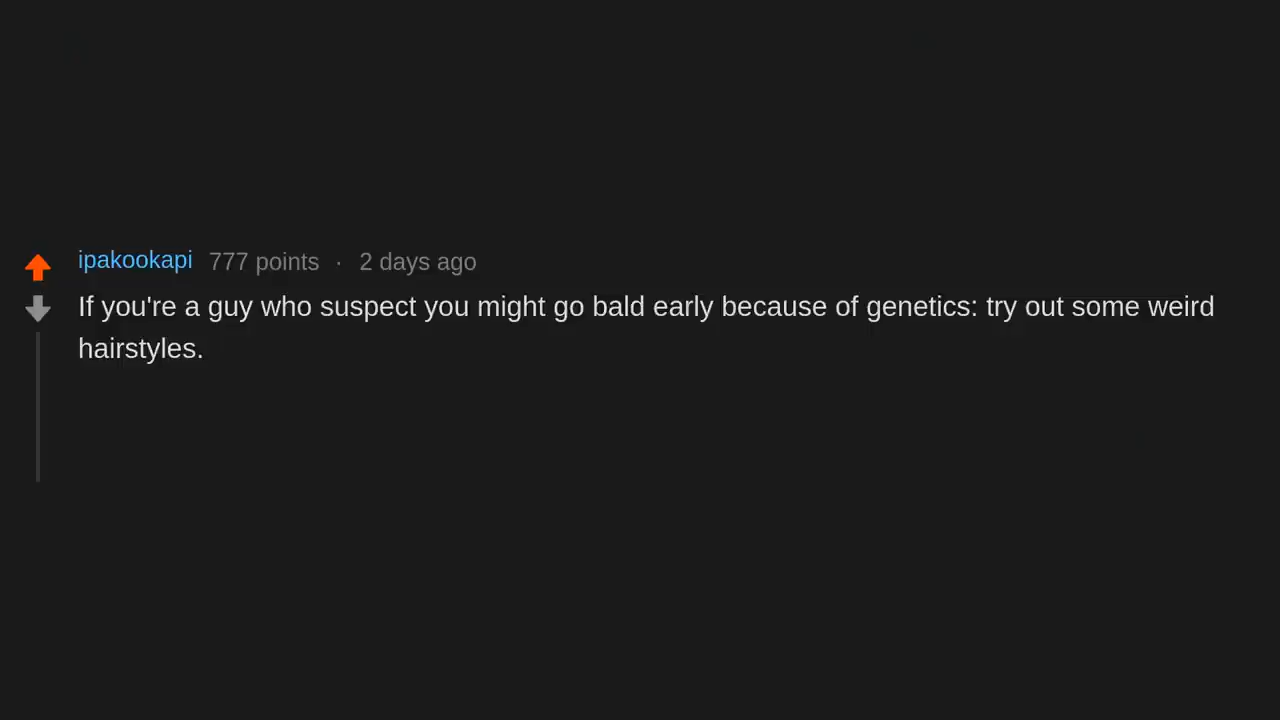 ipakookapi 777 points · 2 days ago
If you're a guy who suspect you might go bald early because of genetics: try out some weird
hairstyles.